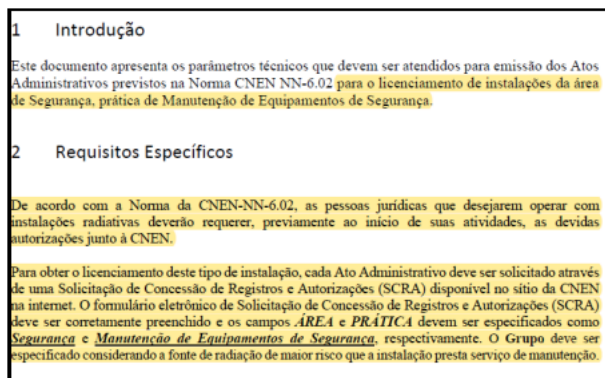 1 Introdução
Este documento apresenta os parâmetros técnicos que devem ser atendidos para emissão dos Atos
Administrativos previstos na Norma CNEN NN-6.02 para o licenciamento de instalações da área
de Segurança, prática de Manutenção de Equipamentos de Segurança.
2 Requisitos Específicos
De acordo com a Norma da CNEN-NN-6.02, as pessoas jurídicas que desejarem operar com
instalações radiativas deverão requerer, previamente ao início de suas atividades, as devidas
autorizações junto à CNEN.
Para obter o licenciamento deste tipo de instalação, cada Ato Administrativo deve ser solicitado através
de uma Solicitação de Concessão de Registros e Autorizações (SCRA) disponível no sítio da CNEN
na internet. O formulário eletrônico de Solicitação de Concessão de Registros e Autorizações (SCRA)
deve ser corretamente preenchido e os campos ÁREA e PRÁTICA devem ser especificados como
Segurança e Manutenção de Equipamentos de Segurança, respectivamente. O Grupo deve ser
especificado considerando a fonte de radiação de maior risco que a instalação presta serviço de manutenção.